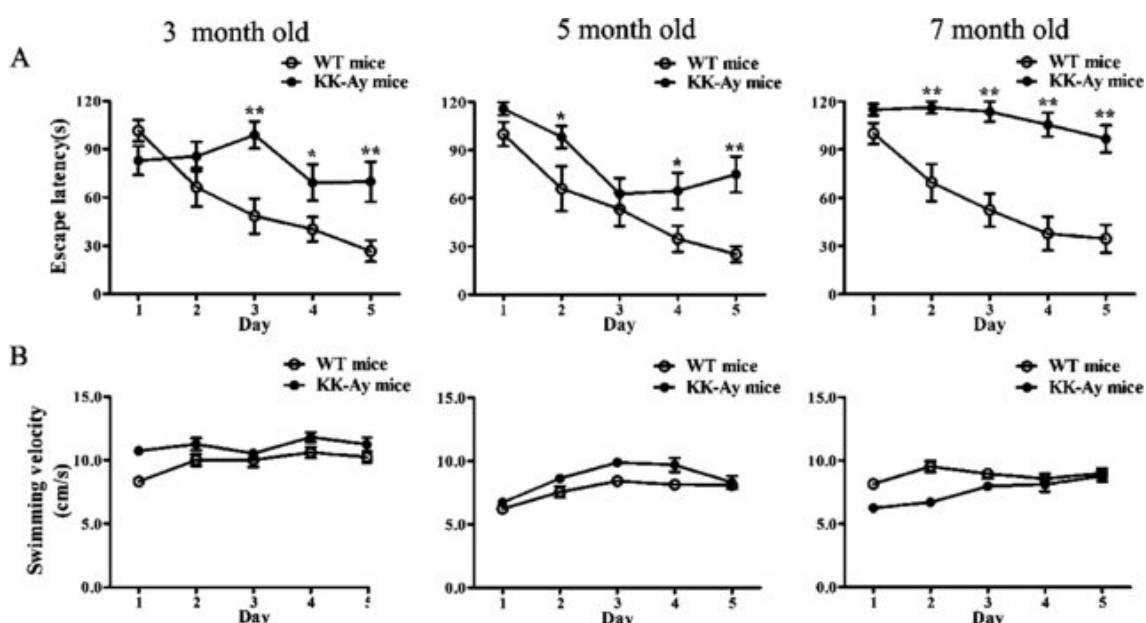 3 month old
5 month old
7 month old
A
WT mice
KK-Ay mice
WT mice
KK-Ay mice
WT mice
KK-Ay mice
Escape latency(s)
120
90
60
30
0
**
*
**
1 2 3 4 5
Day
120
90
60
30
0
*
*
**
1 2 3 4 5
Day
120
90
60
30
0
**
**
**
**
1 2 3 4 5
Day
B
WT mice
KK-Ay mice
WT mice
KK-Ay mice
WT mice
KK-Ay mice
Swimming velocity
(cm/s)
15.0
10.0
5.0
0.0
1 2 3 4 5
Day
15.0
10.0
5.0
0.0
1 2 3 4 5
Day
15.0
10.0
5.0
0.0
1 2 3 4 5
Day